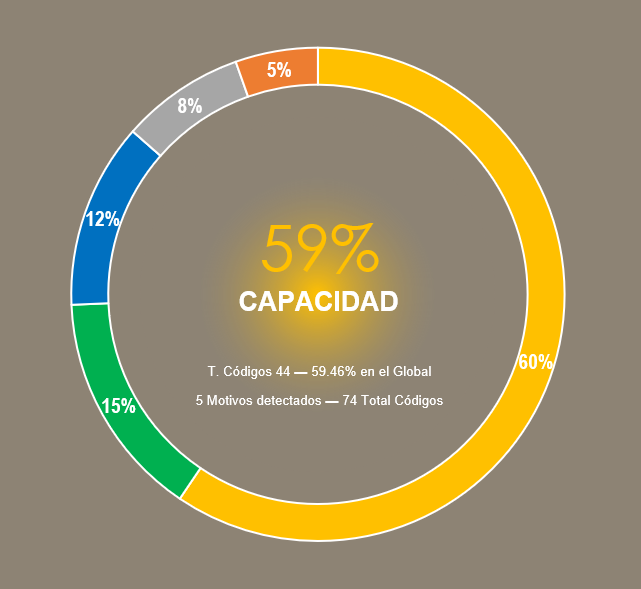 5%
8%
12%
59%
CAPACIDAD
60%
T. Códigos 44 — 59.46% en el Global
5 Motivos detectados — 74 Total Códigos
15%